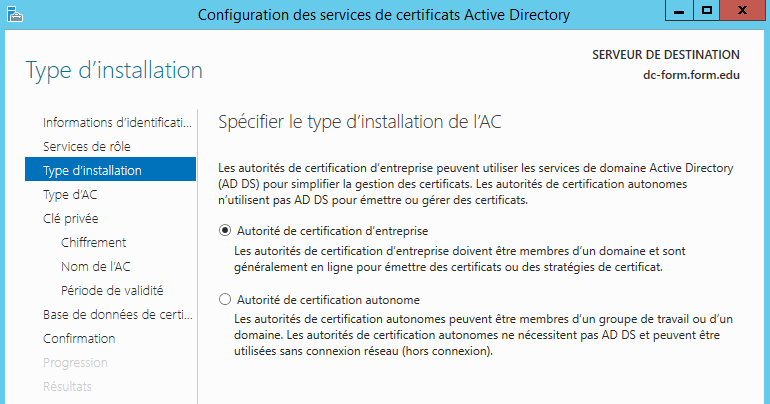 Configuration des services de certificats Active Directory
Type d’installation
SERVEUR DE DESTINATION
dc-form.form.edu
Informations d’identificati...
Services de rôle
Type d’installation
Type d’AC
Clé privée
Chiffrement
Nom de l’AC
Période de validité
Base de données de certi...
Confirmation
Progression
Résultats
Spécifier le type d’installation de l’AC
Les autorités de certification d’entreprise peuvent utiliser les services de domaine Active Directory
(AD DS) pour simplifier la gestion des certificats. Les autorités de certification autonomes
n’utilisent pas AD DS pour émettre ou gérer des certificats.
Autorité de certification d’entreprise
Les autorités de certification d’entreprise doivent être membres d’un domaine et sont
généralement en ligne pour émettre des certificats ou des stratégies de certificat.
Autorité de certification autonome
Les autorités de certification autonomes peuvent être membres d’un groupe de travail ou d’un
domaine. Les autorités de certification autonomes ne nécessitent pas AD DS et peuvent être
utilisées sans connexion réseau (hors connexion).